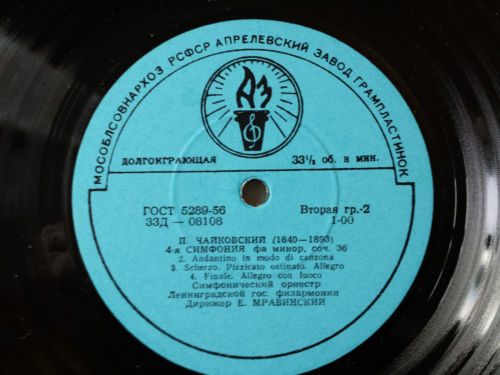 МОСОБЛСОВНАРХОЗ РСФСР АПРЕЛЕВСКИЙ ЗАВОД ГРАМПЛАСТИНОК
АЗ
ДОЛГОИГРАЮЩАЯ 33⅓ об. в мин.
ГОСТ 5289-56 Вторая гр.-2
33Д — 08108 1-00
П. ЧАЙКОВСКИЙ (1840—1893)
4-я СИМФОНИЯ фа минор, соч. 36
2. Andantino in modo di canzona
3. Scherzo. Pizzicato ostinato. Allegro
4. Finale. Allegro con fuoco
Симфонический оркестр
Ленинградской гос. филармонии
Дирижер Е. МРАВИНСКИЙ